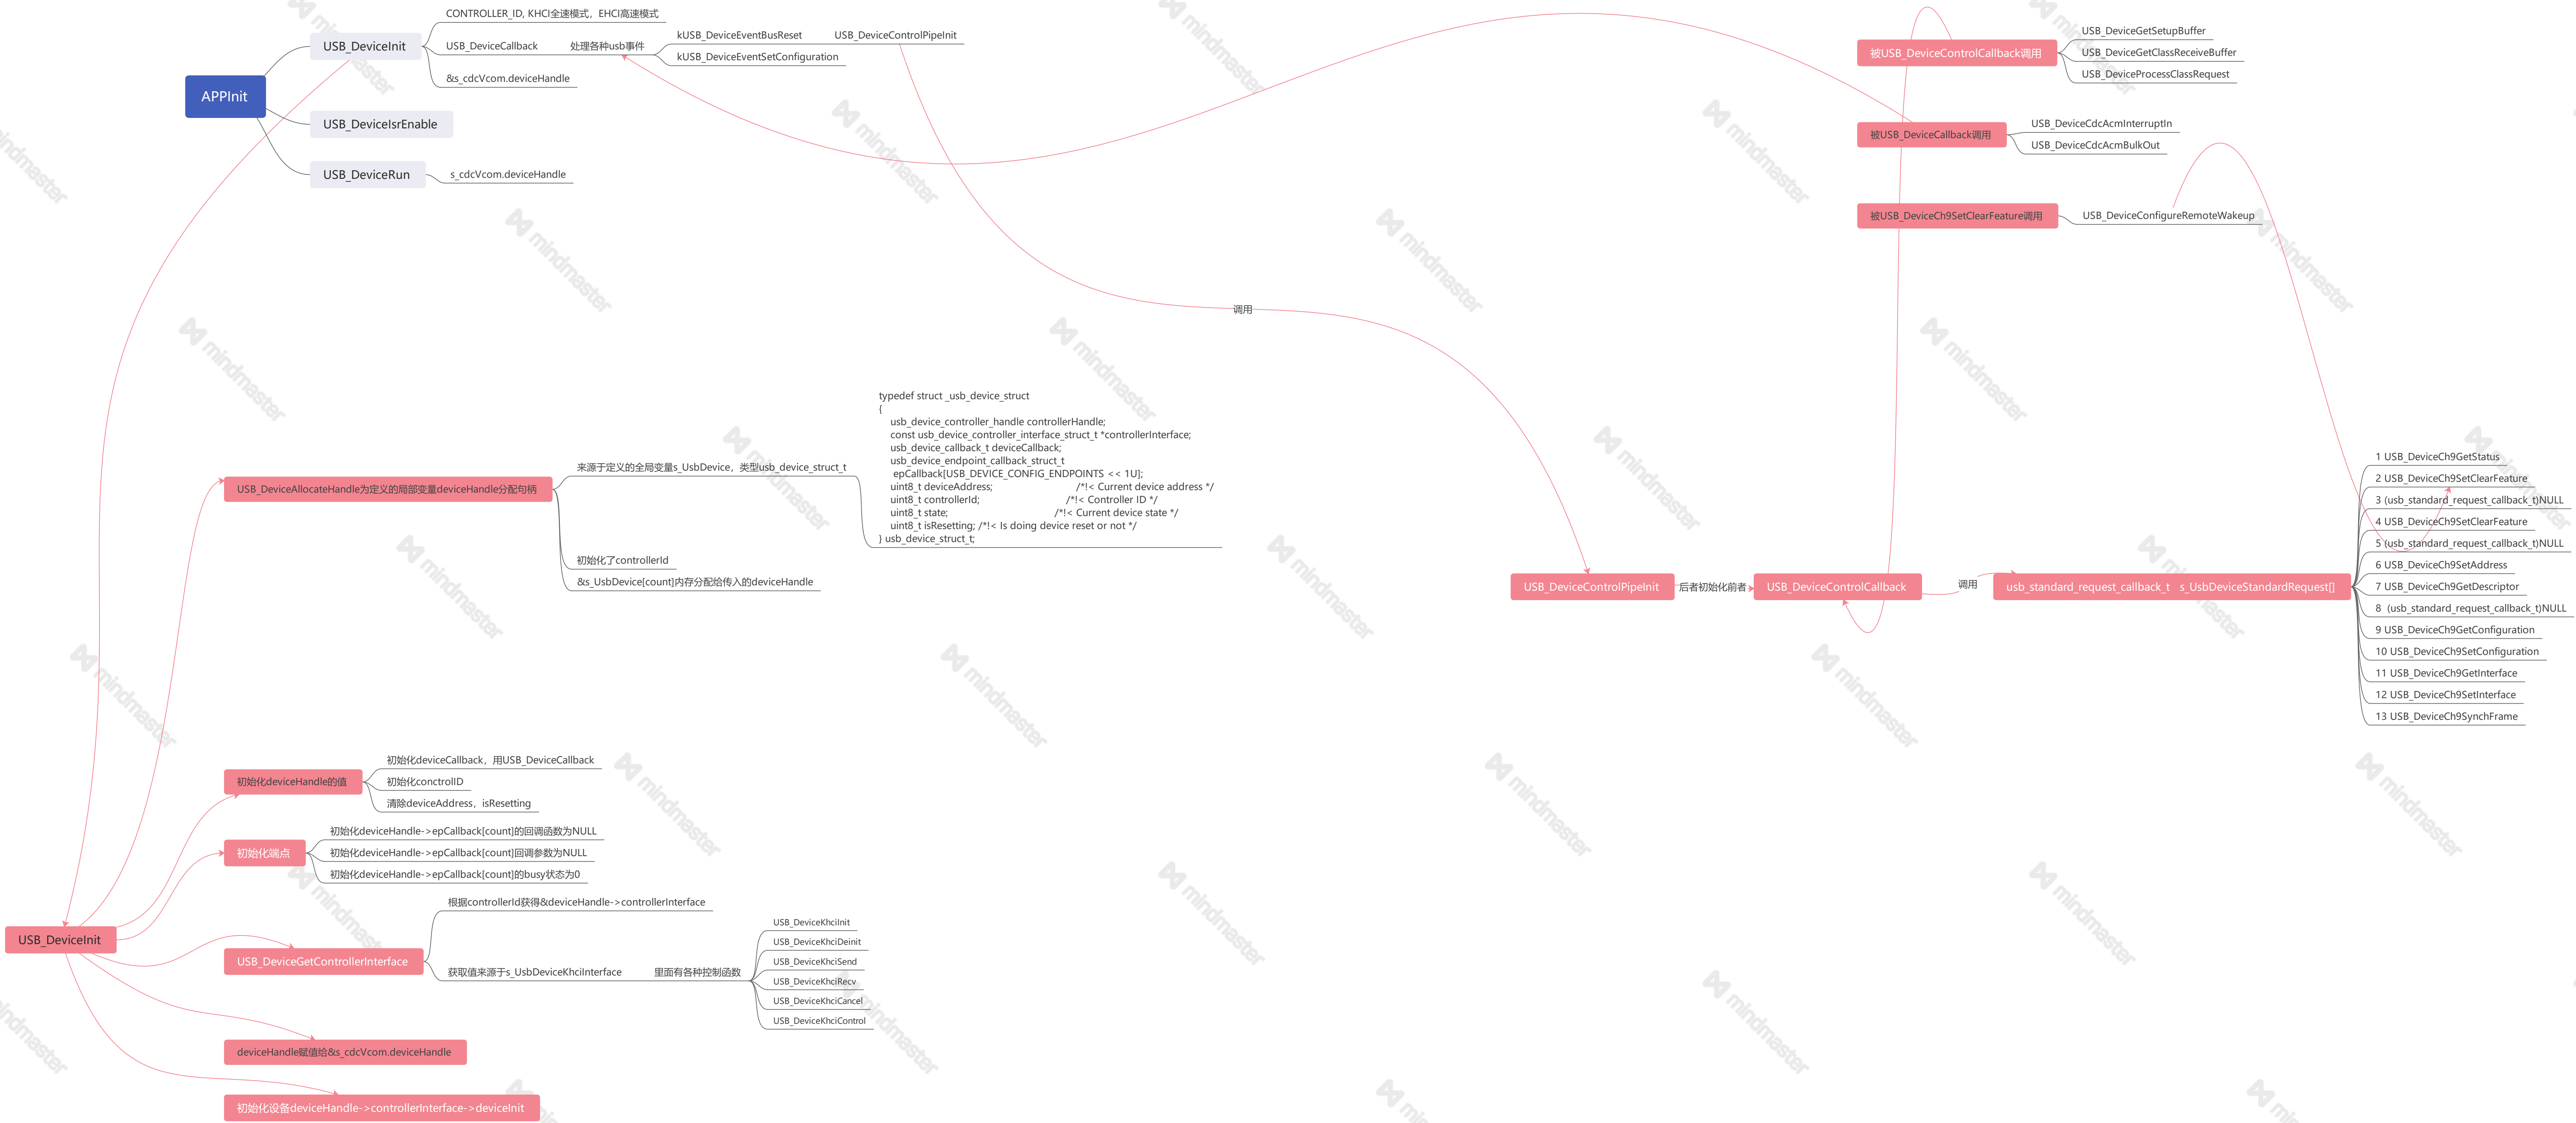 APPInit
USB_DeviceInit
CONTROLLER_ID, KHCI全速模式，EHCI高速模式
USB_DeviceCallback
处理各种usb事件
kUSB_DeviceEventBusReset
USB_DeviceControlPipeInit
kUSB_DeviceEventSetConfiguration
&s_cdcVcom.deviceHandle
USB_DeviceIsrEnable
USB_DeviceRun
s_cdcVcom.deviceHandle
被USB_DeviceControlCallback调用
USB_DeviceGetSetupBuffer
USB_DeviceGetClassReceiveBuffer
USB_DeviceProcessClassRequest
被USB_DeviceCallback调用
USB_DeviceCdcAcmInterruptIn
USB_DeviceCdcAcmBulkOut
被USB_DeviceCh9SetClearFeature调用
USB_DeviceConfigureRemoteWakeup
调用
USB_DeviceAllocateHandle为定义的局部变量deviceHandle分配句柄
来源于定义的全局变量s_UsbDevice，类型usb_device_struct_t
typedef struct _usb_device_struct
{
usb_device_controller_handle controllerHandle;
const usb_device_controller_interface_struct_t *controllerInterface;
usb_device_callback_t deviceCallback;
usb_device_endpoint_callback_struct_t
epCallback[USB_DEVICE_CONFIG_ENDPOINTS << 1U];
uint8_t deviceAddress; /*!< Current device address */
uint8_t controllerId; /*!< Controller ID */
uint8_t state; /*!< Current device state */
uint8_t isResetting; /*!< Is doing device reset or not */
} usb_device_struct_t;
初始化了controllerId
&s_UsbDevice[count]内存分配给传入的deviceHandle
USB_DeviceControlPipeInit
后者初始化前者
USB_DeviceControlCallback
调用
usb_standard_request_callback_t s_UsbDeviceStandardRequest[]
1 USB_DeviceCh9GetStatus
2 USB_DeviceCh9SetClearFeature
3 (usb_standard_request_callback_t)NULL
4 USB_DeviceCh9SetClearFeature
5 (usb_standard_request_callback_t)NULL
6 USB_DeviceCh9SetAddress
7 USB_DeviceCh9GetDescriptor
8 (usb_standard_request_callback_t)NULL
9 USB_DeviceCh9GetConfiguration
10 USB_DeviceCh9SetConfiguration
11 USB_DeviceCh9GetInterface
12 USB_DeviceCh9SetInterface
13 USB_DeviceCh9SynchFrame
USB_DeviceInit
初始化deviceHandle的值
初始化deviceCallback，用USB_DeviceCallback
初始化conctrolID
清除deviceAddress，isResetting
初始化端点
初始化deviceHandle->epCallback[count]的回调函数为NULL
初始化deviceHandle->epCallback[count]回调参数为NULL
初始化deviceHandle->epCallback[count]的busy状态为0
USB_DeviceGetControllerInterface
根据controllerId获得&deviceHandle->controllerInterface
获取值来源于s_UsbDeviceKhciInterface
里面有各种控制函数
USB_DeviceKhciInit
USB_DeviceKhciDeinit
USB_DeviceKhciSend
USB_DeviceKhciRecv
USB_DeviceKhciCancel
USB_DeviceKhciControl
deviceHandle赋值给&s_cdcVcom.deviceHandle
初始化设备deviceHandle->controllerInterface->deviceInit
mindmaster